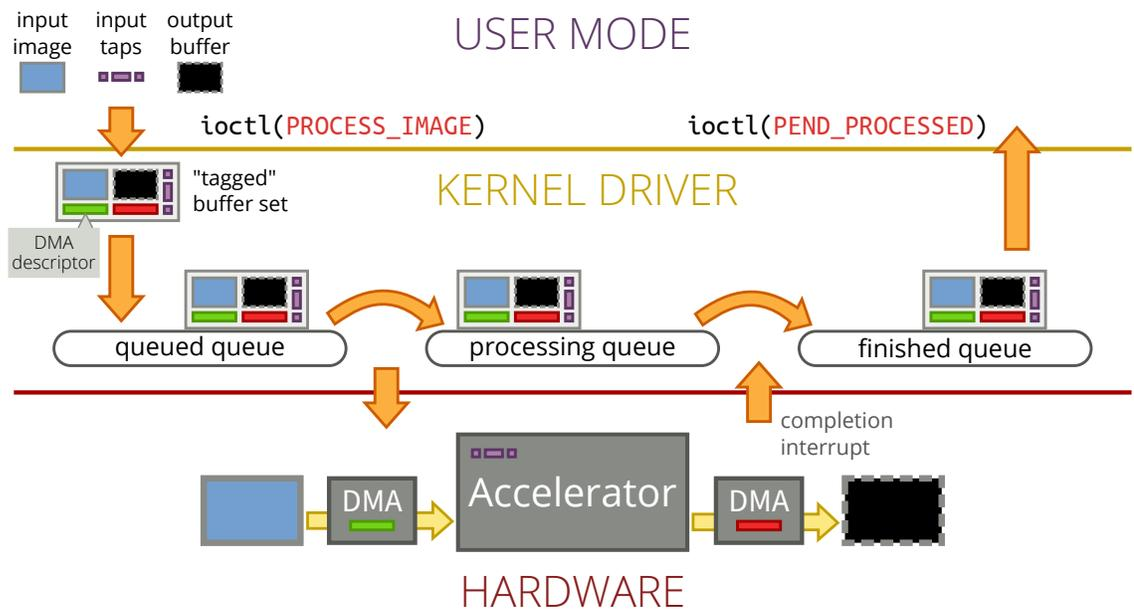 input
image
input
taps
output
buffer
USER MODE
ioctl(PROCESS_IMAGE)
ioctl(PEND_PROCESSED)
"tagged"
buffer set
KERNEL DRIVER
DMA
descriptor
queued queue
processing queue
finished queue
completion
interrupt
DMA
Accelerator
DMA
HARDWARE